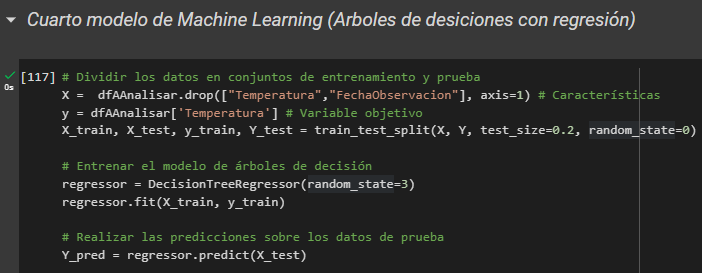 Cuarto modelo de Machine Learning (Arboles de desiciones con regresión)
[117] # Dividir los datos en conjuntos de entrenamiento y prueba
0s
X =  dfAAnalisar.drop(["Temperatura","FechaObservacion"], axis=1) # Características
y = dfAAnalisar['Temperatura'] # Variable objetivo
X_train, X_test, y_train, Y_test = train_test_split(X, Y, test_size=0.2, random_state=0)
# Entrenar el modelo de árboles de decisión
regressor = DecisionTreeRegressor(random_state=3)
regressor.fit(X_train, y_train)
# Realizar las predicciones sobre los datos de prueba
Y_pred = regressor.predict(X_test)